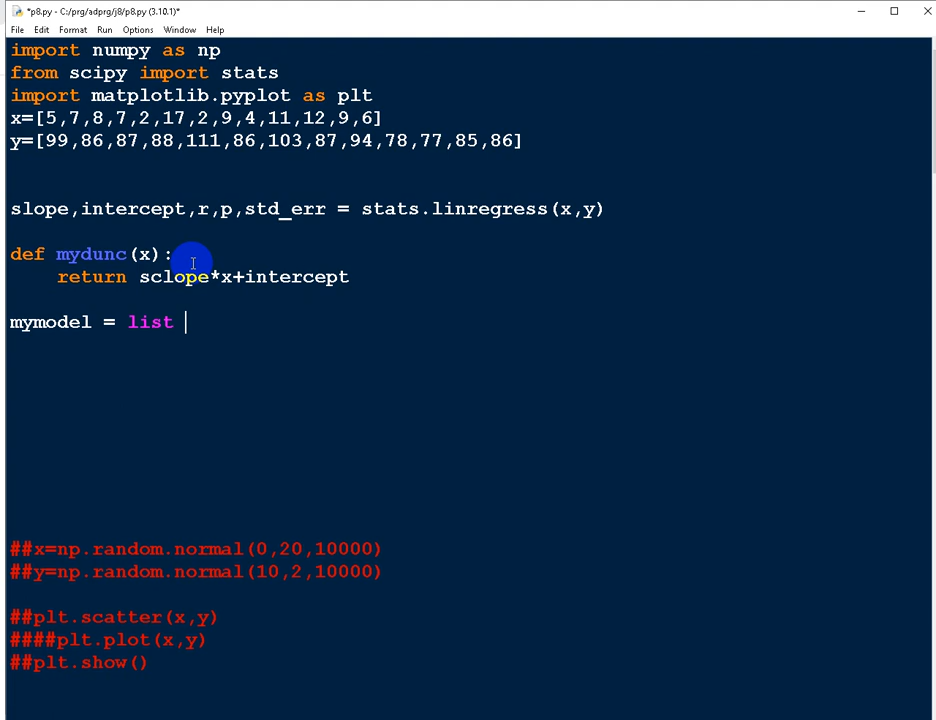 *p8.py - C:/prg/adprg/j8/p8.py (3.10.1)*
File Edit Format Run Options Window Help
import numpy as np
from scipy import stats
import matplotlib.pyplot as plt
x=[5,7,8,7,2,17,2,9,4,11,12,9,6]
y=[99,86,87,88,111,86,103,87,94,78,77,85,86]
slope,intercept,r,p,std_err = stats.linregress(x,y)
def mydunc(x):
    return sclope*x+intercept
mymodel = list
##x=np.random.normal(0,20,10000)
##y=np.random.normal(10,2,10000)
##plt.scatter(x,y)
####plt.plot(x,y)
##plt.show()